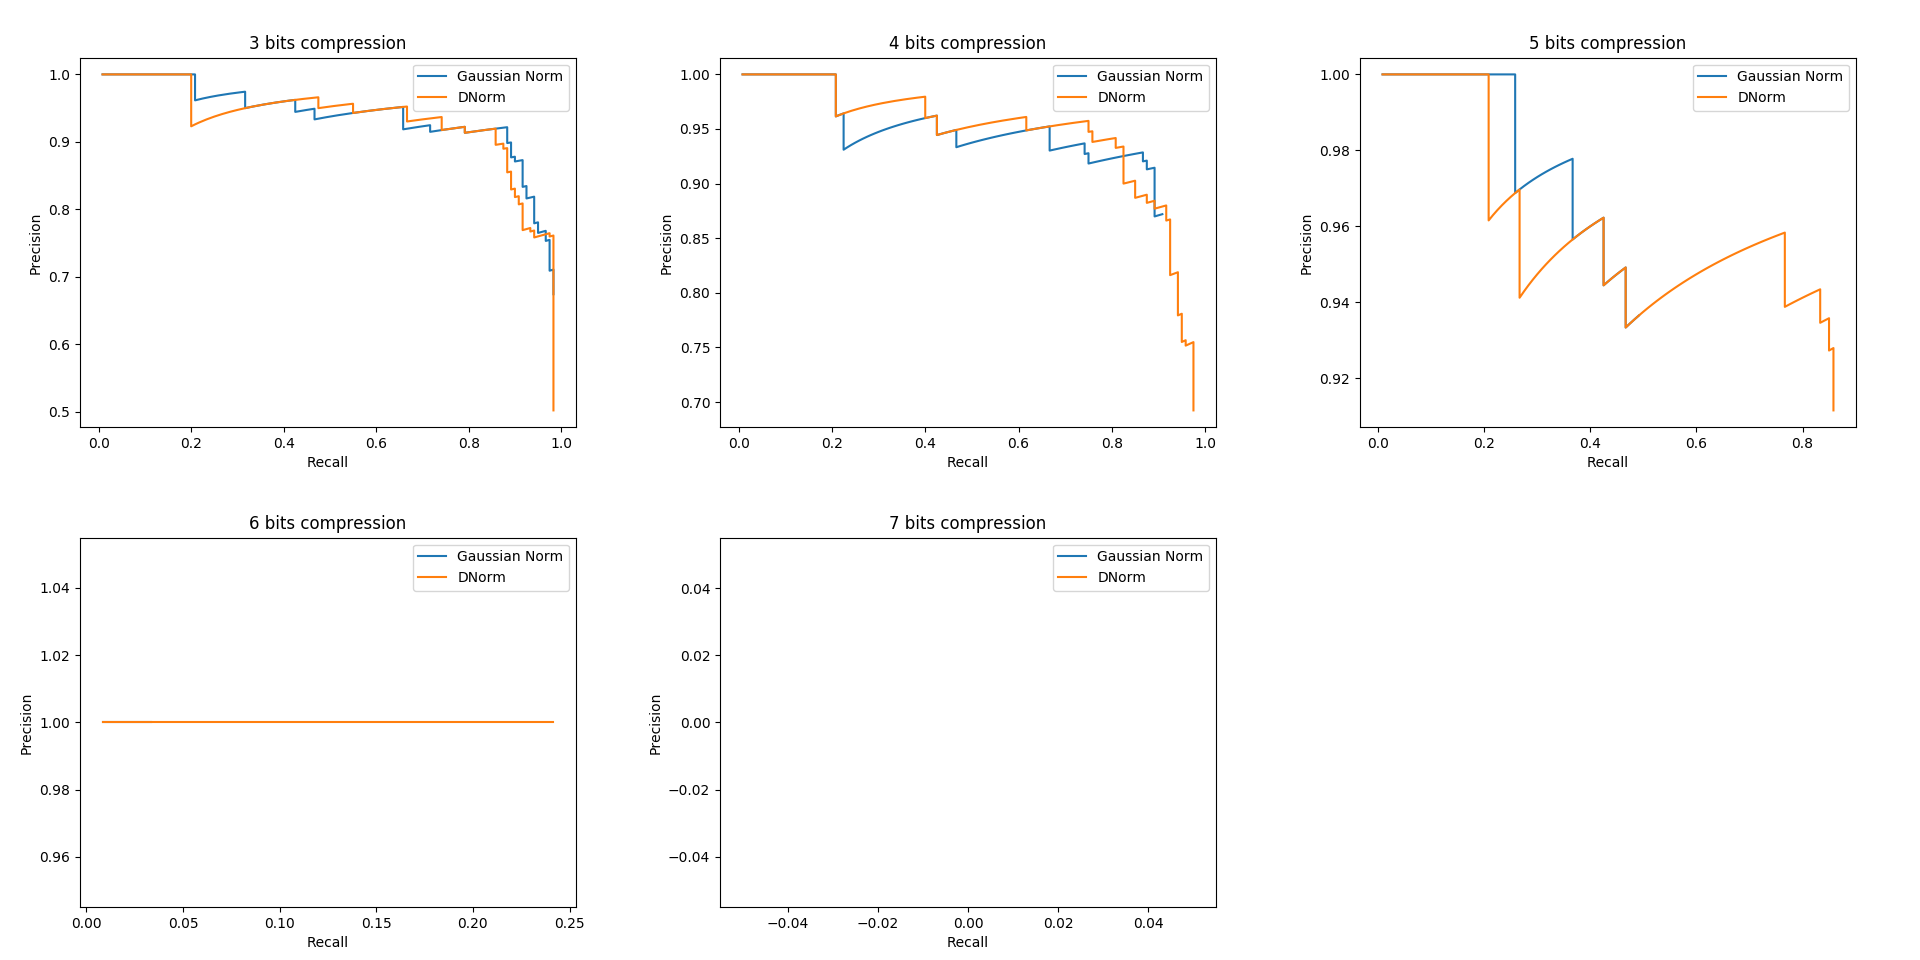 3 bits compression
1.0
0.9
0.8
0.7
0.6
0.5
Precision
0.0 0.2 0.4 0.6 0.8 1.0
Recall
Gaussian Norm
DNorm
4 bits compression
1.00
0.95
0.90
0.85
0.80
0.75
0.70
Precision
0.0 0.2 0.4 0.6 0.8 1.0
Recall
Gaussian Norm
DNorm
5 bits compression
1.00
0.98
0.96
0.94
0.92
Precision
0.0 0.2 0.4 0.6 0.8
Recall
Gaussian Norm
DNorm
6 bits compression
1.04
1.02
1.00
0.98
0.96
Precision
0.00 0.05 0.10 0.15 0.20 0.25
Recall
Gaussian Norm
DNorm
7 bits compression
0.04
0.02
0.00
−0.02
−0.04
Precision
−0.04 −0.02 0.00 0.02 0.04
Recall
Gaussian Norm
DNorm